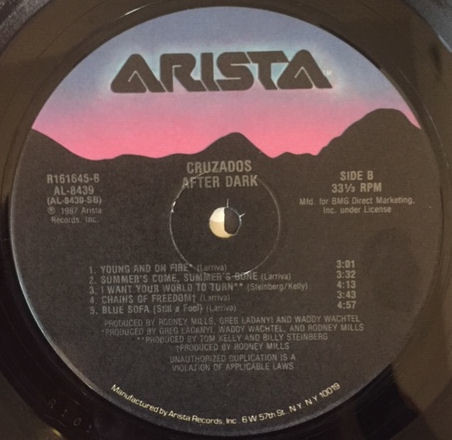 ARISTA
CRUZADOS
AFTER DARK
R161645-B
AL-8439
(AL-8439-SB)
℗ 1987 Arista
Records, Inc.
SIDE B
33⅓ RPM
Mfd. for BMG Direct Marketing,
Inc. under License
1. YOUNG AND ON FIRE* (Larriva) 3:01
2. SUMMER'S COME, SUMMER'S GONE (Larriva) 3:32
3. I WANT YOUR WORLD TO TURN** (Steinberg/Kelly) 4:13
4. CHAINS OF FREEDOM† (Larriva) 3:43
5. BLUE SOFA (Still a Fool) (Larriva) 4:57
PRODUCED BY RODNEY MILLS, GREG LADANYI AND WADDY WACHTEL
*PRODUCED BY GREG LADANYI, WADDY WACHTEL, AND RODNEY MILLS
**PRODUCED BY TOM KELLY AND BILLY STEINBERG
†PRODUCED BY RODNEY MILLS
UNAUTHORIZED DUPLICATION IS A
VIOLATION OF APPLICABLE LAWS
Manufactured by Arista Records, Inc. 6 W 57th St. N.Y. N.Y. 10019